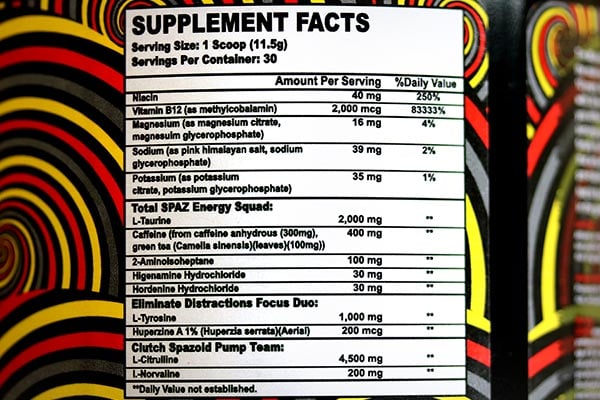 SUPPLEMENT FACTS
Serving Size: 1 Scoop (11.5g)
Servings Per Container: 30
Amount Per Serving %Daily Value
Niacin 40 mg 250%
Vitamin B12 (as methylcobalamin) 2,000 mcg 83333%
Magnesium (as magnesium citrate, 16 mg 4%
magnesuim glycerophosphate)
Sodium (as pink himalayan salt, sodium 39 mg 2%
glycerophosphate)
Potassium (as potassium 35 mg 1%
citrate, potassium glycerophosphate)
Total SPAZ Energy Squad:
L-Taurine 2,000 mg **
Caffeine (from caffeine anhydrous (300mg), 400 mg **
green tea (Camellia sinensis)(leaves)(100mg))
2-Aminoisoheptane 100 mg **
Higenamine Hydrochloride 30 mg **
Hordenine Hydrochloride 30 mg **
Eliminate Distractions Focus Duo:
L-Tyrosine 1,000 mg **
Huperzine A 1% (Huperzia serrata)(Aerial) 200 mcg **
Clutch Spazoid Pump Team:
L-Citrulline 4,500 mg **
L-Norvaline 200 mg **
**Daily Value not established.